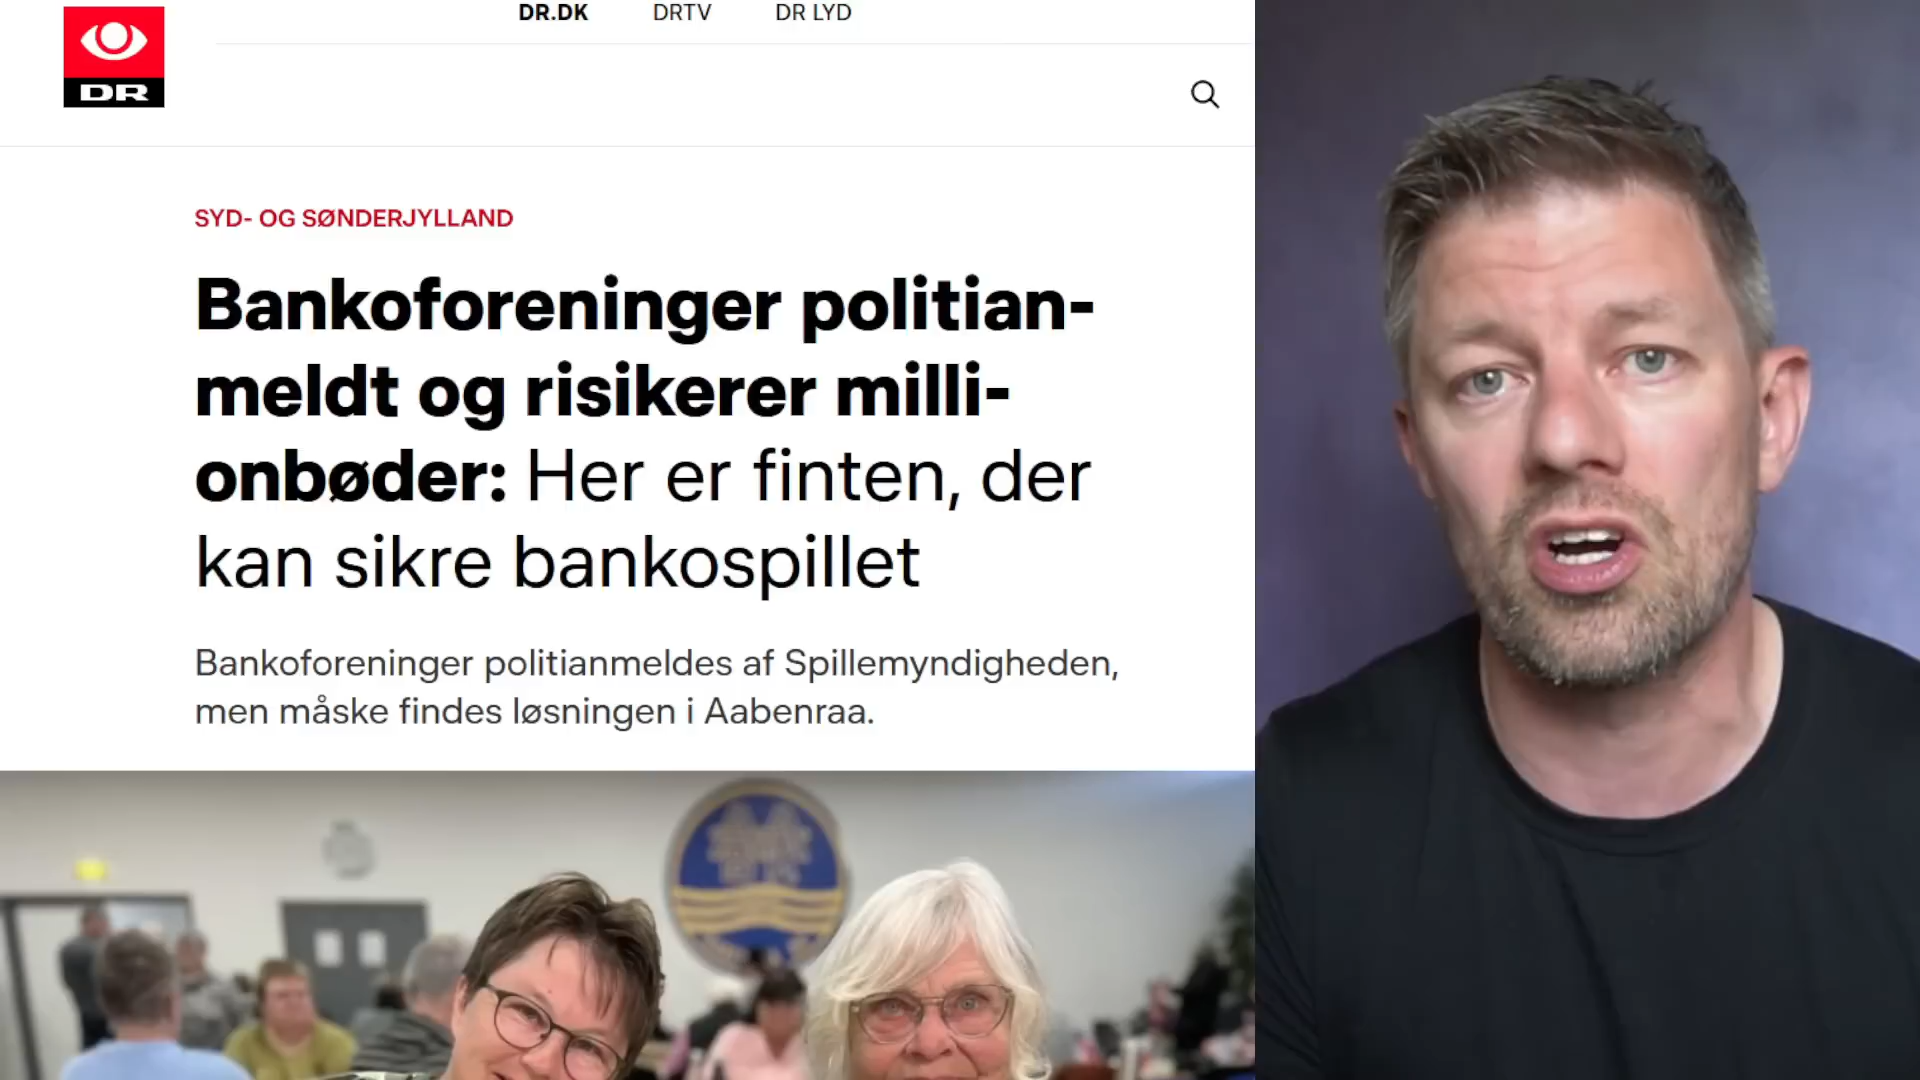 DR.DK DRTV DR LYD
DR
SYD- OG SØNDERJYLLAND
Bankoforeninger politian-
meldt og risikerer milli-
onbøder: Her er finten, der
kan sikre bankospillet
Bankoforeninger politianmeldes af Spillemyndigheden,
men måske findes løsningen i Aabenraa.